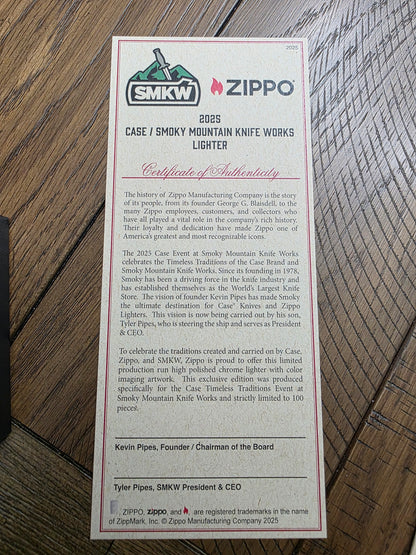 2025
SMKW
ZIPPO®
2025
CASE / SMOKY MOUNTAIN KNIFE WORKS
LIGHTER
Certificate of Authenticity
The history of Zippo Manufacturing Company is the story
of its people, from its founder George G. Blaisdell, to the
many Zippo employees, customers, and collectors who
have all played a vital role in the company's rich history.
Their loyalty and dedication have made Zippo one of
America's greatest and most recognizable icons.
The 2025 Case Event at Smoky Mountain Knife Works
celebrates the Timeless Traditions of the Case Brand and
Smoky Mountain Knife Works. Since its founding in 1978,
Smoky has been a driving force in the knife industry and
has established themselves as the World's Largest Knife
Store. The vision of founder Kevin Pipes has made Smoky
the ultimate destination for Case® Knives and Zippo
Lighters. This vision is now being carried out by his son,
Tyler Pipes, who is steering the ship and serves as President
& CEO.
To celebrate the traditions created and carried on by Case,
Zippo, and SMKW, Zippo is proud to offer this limited
production run high polished chrome lighter with color
imaging artwork. This exclusive edition was produced
specifically for the Case Timeless Traditions Event at
Smoky Mountain Knife Works and strictly limited to 100
pieces.
Kevin Pipes, Founder / Chairman of the Board
Tyler Pipes, SMKW President & CEO
, ZIPPO, zippo, and , are registered trademarks in the name
of ZippMark, Inc. © Zippo Manufacturing Company 2025